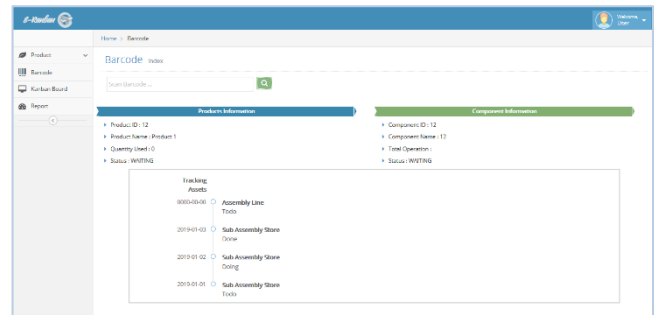 E-Kanban
Welcome,
User
Home > Barcode
Product
Barcode
Kanban Board
Report
Barcode Index
Scan Barcode ...
Products Information
Product ID : 12
Product Name : Product 1
Quantity Used : 0
Status : WAITING
Component Information
Component ID : 12
Component Name : 12
Total Operation :
Status : WAITING
Tracking
Assets
0000-00-00 Assembly Line
Todo
2019-01-03 Sub Assembly Store
Done
2019-01-02 Sub Assembly Store
Doing
2019-01-01 Sub Assembly Store
Todo